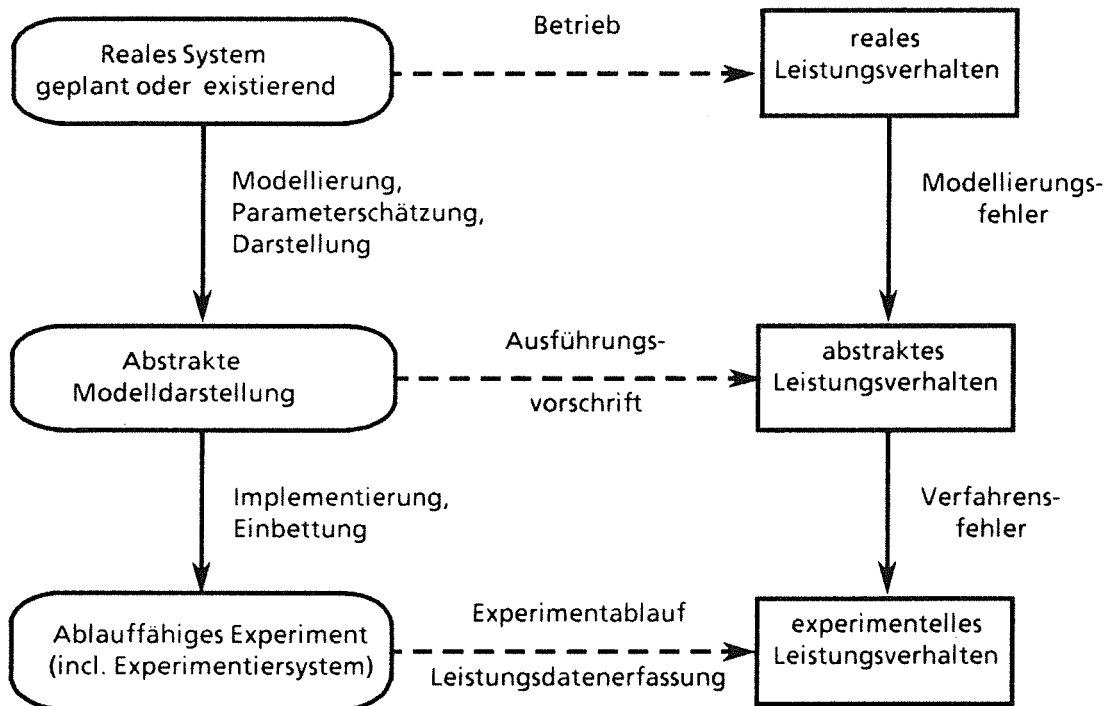 Reales System
geplant oder existierend
Betrieb
reales
Leistungsverhalten
Modellierung,
Parameterschätzung,
Darstellung
Modellierungs-
fehler
Abstrakte
Modelldarstellung
Ausführungs-
vorschrift
abstraktes
Leistungsverhalten
Implementierung,
Einbettung
Verfahrens-
fehler
Ablauffähiges Experiment
(incl. Experimentiersystem)
Experimentablauf
Leistungsdatenerfassung
experimentelles
Leistungsverhalten